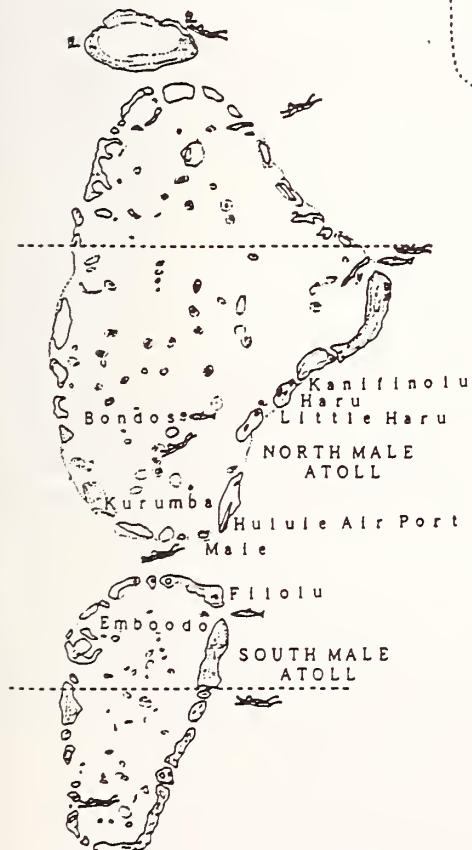 Kanifinolu
Haru
Little Haru
Bondos
NORTH MALE
ATOLL
Kurumba
Hulule Air Port
Male
Filolu
Emboodo
SOUTH MALE
ATOLL